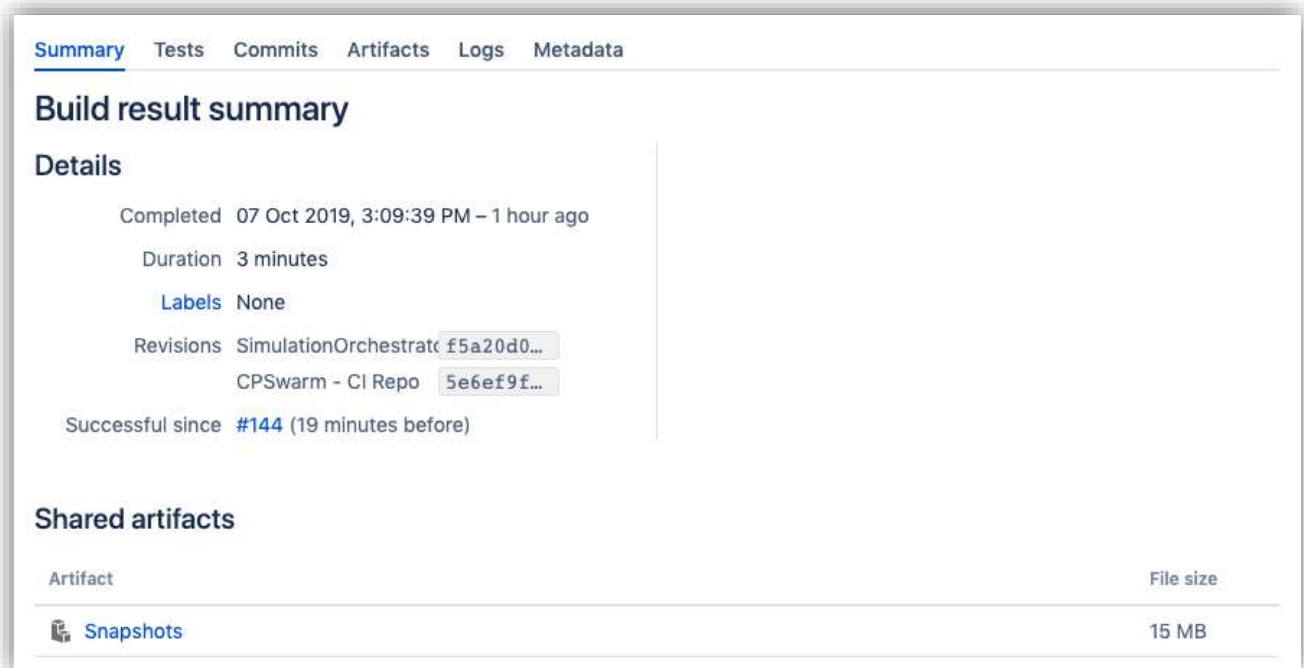 Summary Tests Commits Artifacts Logs Metadata
Build result summary
Details
Completed 07 Oct 2019, 3:09:39 PM – 1 hour ago
Duration 3 minutes
Labels None
Revisions SimulationOrchestrato f5a20d0…
CPSwarm - CI Repo 5e6ef9f…
Successful since #144 (19 minutes before)
Shared artifacts
Artifact File size
Snapshots 15 MB